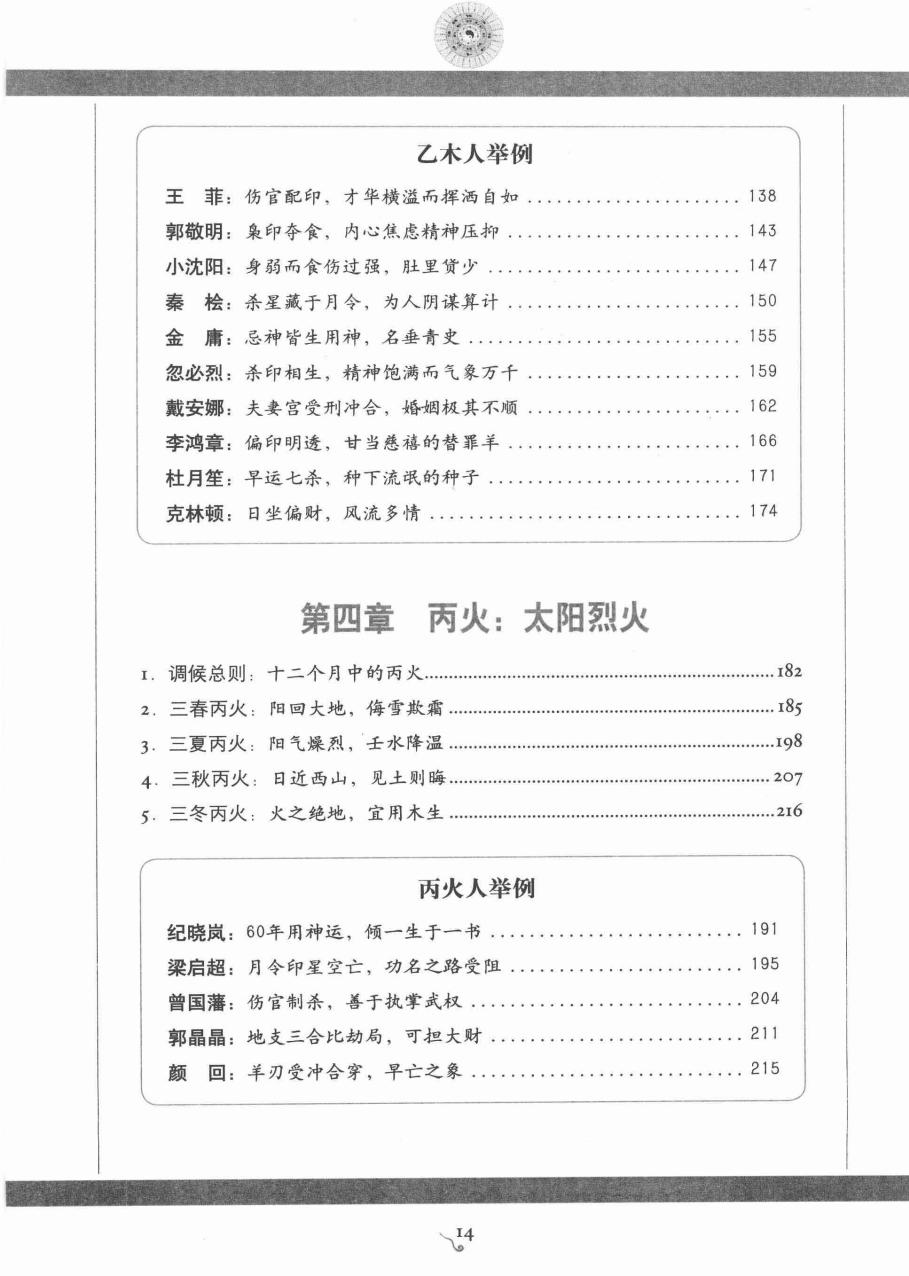 乙木人举例
王　菲：伤官配印，才华横溢而挥洒自如 ...................... 138
郭敬明：枭印夺食，内心焦虑精神压抑 ........................ 143
小沈阳：身弱而食伤过强，肚里货少 .......................... 147
秦　桧：杀星藏于月令，为人阴谋算计 ........................ 150
金　庸：忌神皆生用神，名垂青史 ............................ 155
忽必烈：杀印相生，精神饱满而气象万千 ...................... 159
戴安娜：夫妻宫受刑冲合，婚姻极其不顺 ...................... 162
李鸿章：偏印明透，甘当慈禧的替罪羊 ........................ 166
杜月笙：早运七杀，种下流氓的种子 .......................... 171
克林顿：日坐偏财，风流多情 ................................ 174
第四章　丙火：太阳烈火
1. 调候总则：十二个月中的丙火........................182
2. 三春丙火：阳回大地，侮雪欺霜........................185
3. 三夏丙火：阳气燥烈，壬水降温........................198
4. 三秋丙火：日近西山，见土则晦........................207
5. 三冬丙火：火之绝地，宜用木生........................216
丙火人举例
纪晓岚：60年用神运，倾一生于一书 .......................... 191
梁启超：月令印星空亡，功名之路受阻 ........................ 195
曾国藩：伤官制杀，善于执掌武权 ............................ 204
郭晶晶：地支三合比劫局，可担大财 .......................... 211
颜　回：羊刃受冲合穿，早亡之象 ............................ 215
14